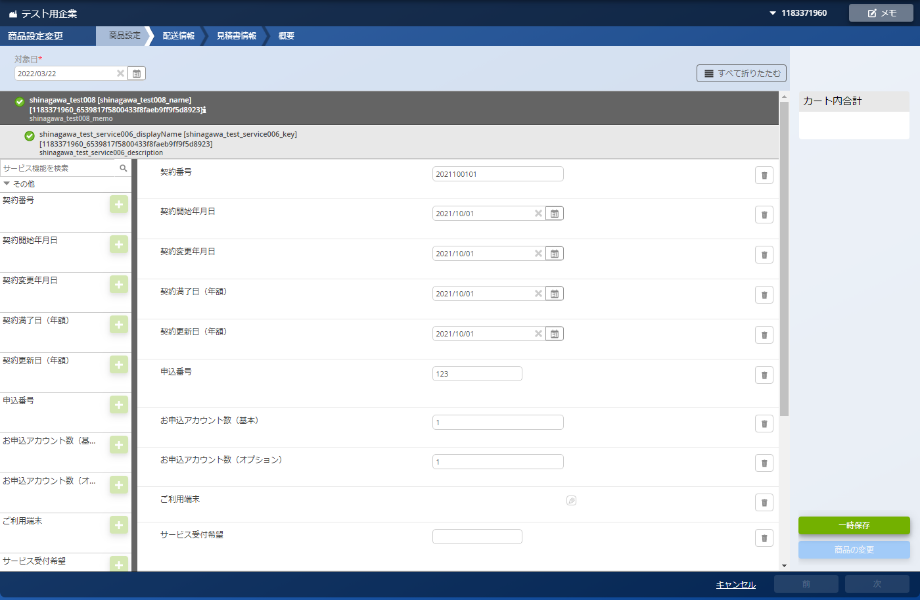 テスト用企業
1183371960
メモ
商品設定変更
商品設定
配送情報
見積書情報
概要
対象日*
2022/03/22
すべて折りたたむ
shinagawa_test008 [shinagawa_test008_name]
[1183371960_6539817f5800433f8faeb9ff9f5d8923]
shinagawa_test008_memo
カート内合計
shinagawa_test_service006_displayName [shinagawa_test_service006_key]
[1183371960_6539817f5800433f8faeb9ff9f5d8923]
shinagawa_test_service006_description
サービス機能を検索
その他
契約番号
契約開始年月日
契約変更年月日
契約満了日（年額）
契約更新日（年額）
申込番号
お申込アカウント数（基...
お申込アカウント数（オ...
ご利用端末
サービス受付希望
契約番号
2021100101
契約開始年月日
2021/10/01
契約変更年月日
2021/10/01
契約満了日（年額）
2021/10/01
契約更新日（年額）
2021/10/01
申込番号
123
お申込アカウント数（基本）
1
お申込アカウント数（オプション）
1
ご利用端末
サービス受付希望
一時保存
商品の変更
キャンセル
前
次